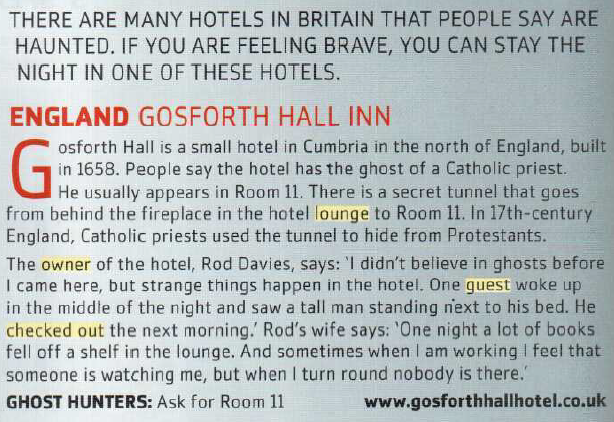 THERE ARE MANY HOTELS IN BRITAIN THAT PEOPLE SAY ARE
HAUNTED. IF YOU ARE FEELING BRAVE, YOU CAN STAY THE
NIGHT IN ONE OF THESE HOTELS.
ENGLAND GOSFORTH HALL INN
Gosforth Hall is a small hotel in Cumbria in the north of England, built
in 1658. People say the hotel has the ghost of a Catholic priest.
He usually appears in Room 11. There is a secret tunnel that goes
from behind the fireplace in the hotel lounge to Room 11. In 17th-century
England, Catholic priests used the tunnel to hide from Protestants.
The owner of the hotel, Rod Davies, says: 'I didn't believe in ghosts before
I came here, but strange things happen in the hotel. One guest woke up
in the middle of the night and saw a tall man standing next to his bed. He
checked out the next morning.' Rod's wife says: 'One night a lot of books
fell off a shelf in the lounge. And sometimes when I am working I feel that
someone is watching me, but when I turn round nobody is there.'
GHOST HUNTERS: Ask for Room 11 www.gosforthhallhotel.co.uk